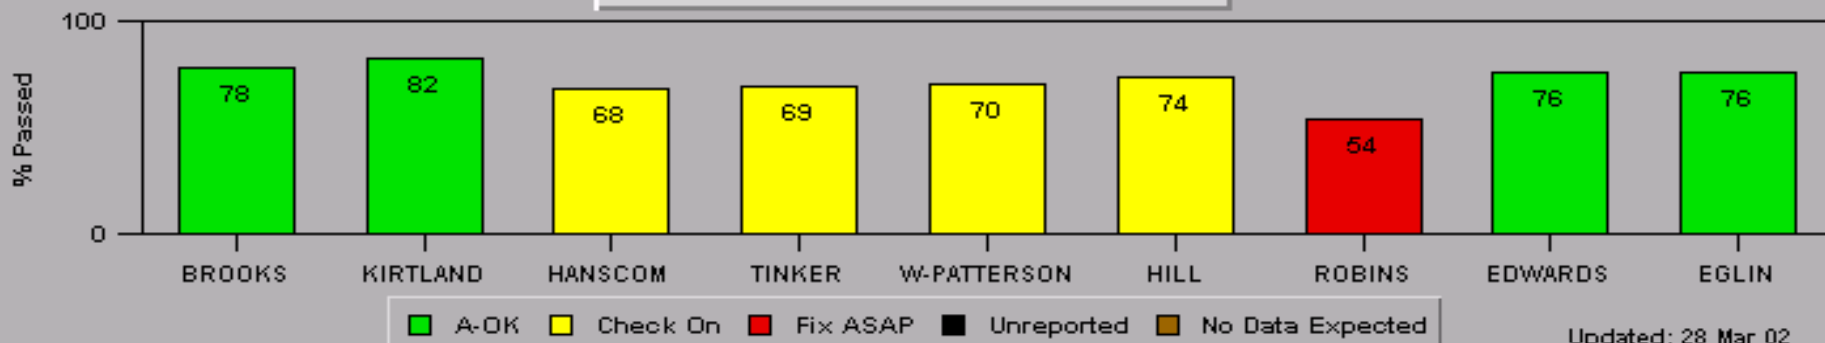 100
% Passed
0
78
82
68
69
70
74
54
76
76
BROOKS
KIRTLAND
HANSCOM
TINKER
W-PATTERSON
HILL
ROBINS
EDWARDS
EGLIN
A-OK
Check On
Fix ASAP
Unreported
No Data Expected
Updated: 28 Mar 02